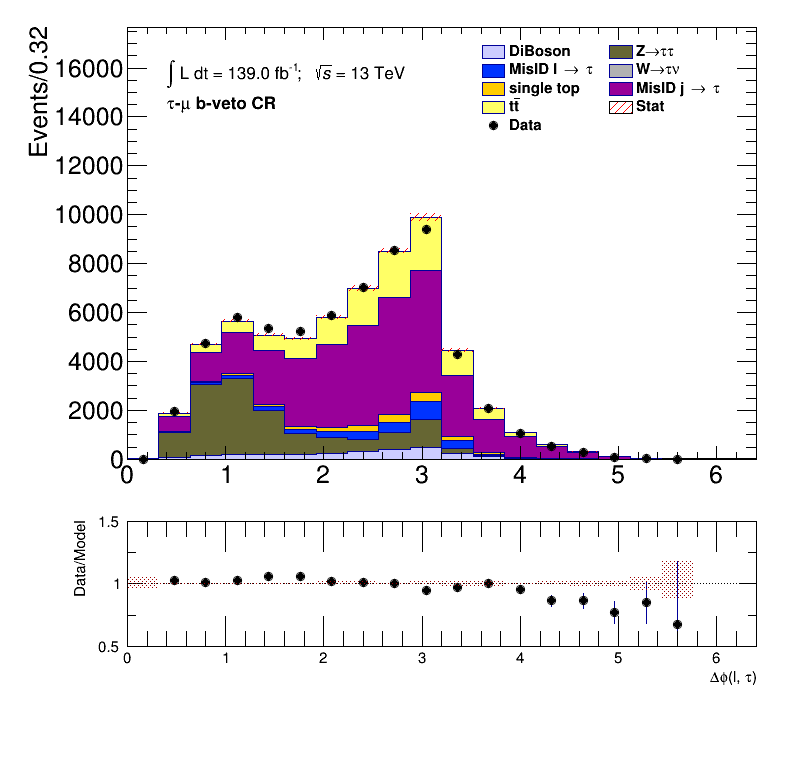 Events/0.32
16000
14000
12000
10000
8000
6000
4000
2000
0
∫ L dt = 139.0 fb⁻¹; √s = 13 TeV
τ-μ b-veto CR
DiBoson
MisID l → τ
single top
tt̄
Data
Z→ττ
W→τν
MisID j → τ
Stat
0 1 2 3 4 5 6
Data/Model
1.5
1
0.5
0 1 2 3 4 5 6
Δϕ(l, τ)